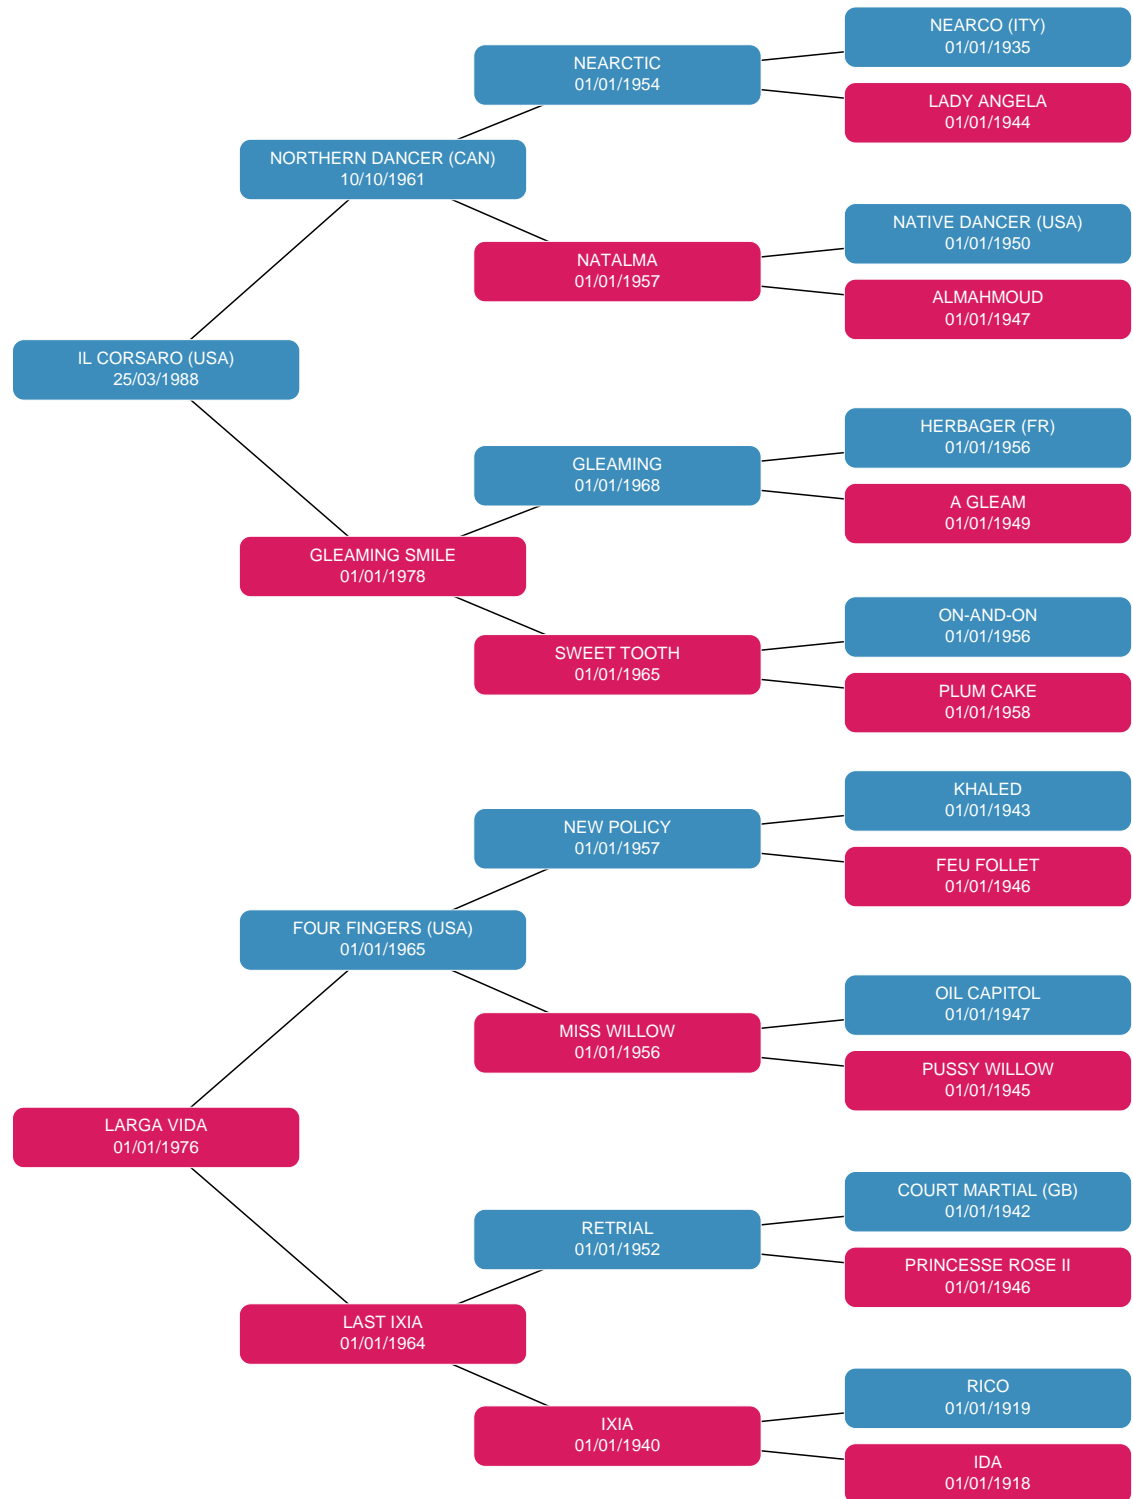 NEARCO (ITY)
01/01/1935
NEARCTIC
01/01/1954
LADY ANGELA
01/01/1944
NORTHERN DANCER (CAN)
10/10/1961
NATIVE DANCER (USA)
01/01/1950
NATALMA
01/01/1957
ALMAHMOUD
01/01/1947
IL CORSARO (USA)
25/03/1988
HERBAGER (FR)
01/01/1956
GLEAMING
01/01/1968
A GLEAM
01/01/1949
GLEAMING SMILE
01/01/1978
ON-AND-ON
01/01/1956
SWEET TOOTH
01/01/1965
PLUM CAKE
01/01/1958
KHALED
01/01/1943
NEW POLICY
01/01/1957
FEU FOLLET
01/01/1946
FOUR FINGERS (USA)
01/01/1965
OIL CAPITOL
01/01/1947
MISS WILLOW
01/01/1956
PUSSY WILLOW
01/01/1945
LARGA VIDA
01/01/1976
COURT MARTIAL (GB)
01/01/1942
RETRIAL
01/01/1952
PRINCESSE ROSE II
01/01/1946
LAST IXIA
01/01/1964
RICO
01/01/1919
IXIA
01/01/1940
IDA
01/01/1918